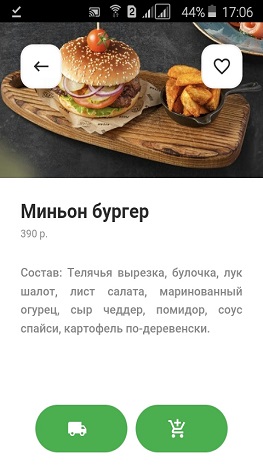 44% 17:06
Миньон бургер
390 р.
Состав: Телячья вырезка, булочка, лук
шалот, лист салата, маринованный
огурец, сыр чеддер, помидор, соус
спайси, картофель по-деревенски.